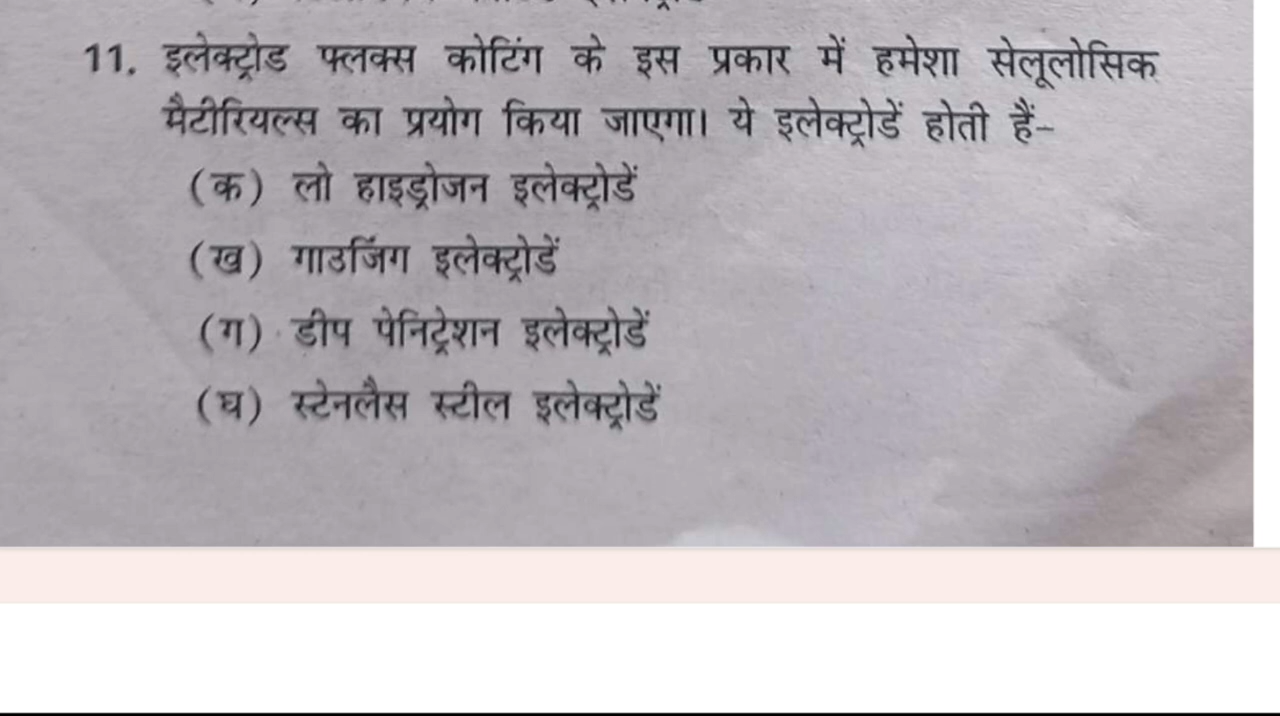 11. इलेक्ट्रोड फ्लक्स कोटिंग के इस प्रकार में हमेशा सेलूलोसिक
मैटीरियल्स का प्रयोग किया जाएगा। ये इलेक्ट्रोडें होती हैं-
(क) लो हाइड्रोजन इलेक्ट्रोडें
(ख) गाउजिंग इलेक्ट्रोडें
(ग) डीप पेनिट्रेशन इलेक्ट्रोडें
(घ) स्टेनलैस स्टील इलेक्ट्रोडें